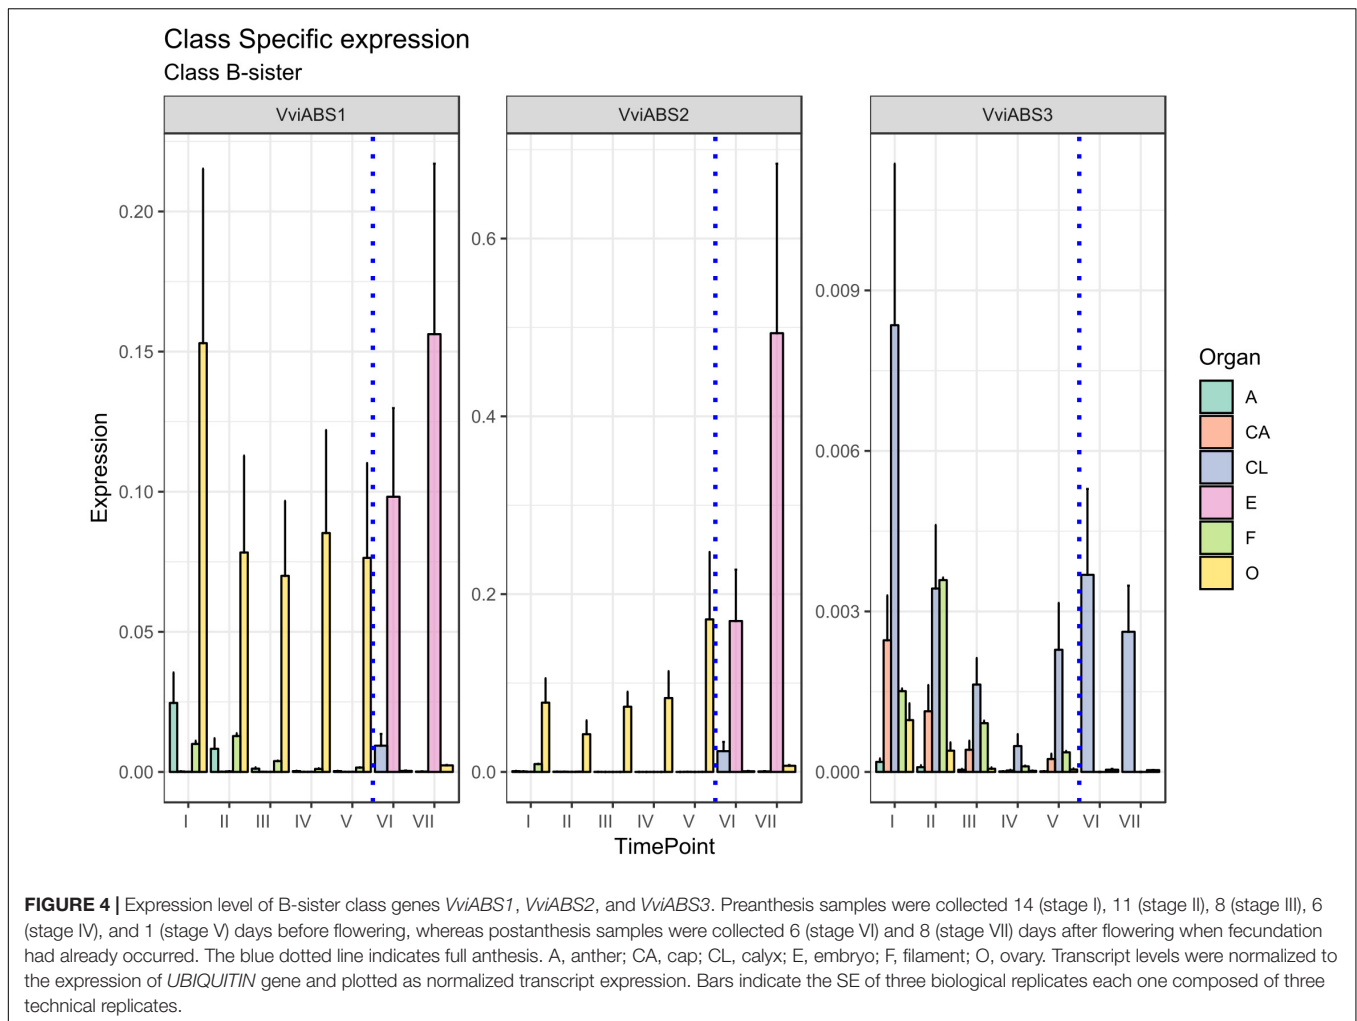 Class Specific expression
Class B-sister
VviABS1
VviABS2
VviABS3
Expression
0.20
0.15
0.10
0.05
0.00
0.6
0.4
0.2
0.0
0.009
0.006
0.003
0.000
I II III IV V VI VII
I II III IV V VI VII
I II III IV V VI VII
TimePoint
Organ
A
CA
CL
E
F
O
FIGURE 4 | Expression level of B-sister class genes VviABS1, VviABS2, and VviABS3. Preanthesis samples were collected 14 (stage I), 11 (stage II), 8 (stage III), 6
(stage IV), and 1 (stage V) days before flowering, whereas postanthesis samples were collected 6 (stage VI) and 8 (stage VII) days after flowering when fecundation
had already occurred. The blue dotted line indicates full anthesis. A, anther; CA, cap; CL, calyx; E, embryo; F, filament; O, ovary. Transcript levels were normalized to
the expression of UBIQUITIN gene and plotted as normalized transcript expression. Bars indicate the SE of three biological replicates each one composed of three
technical replicates.